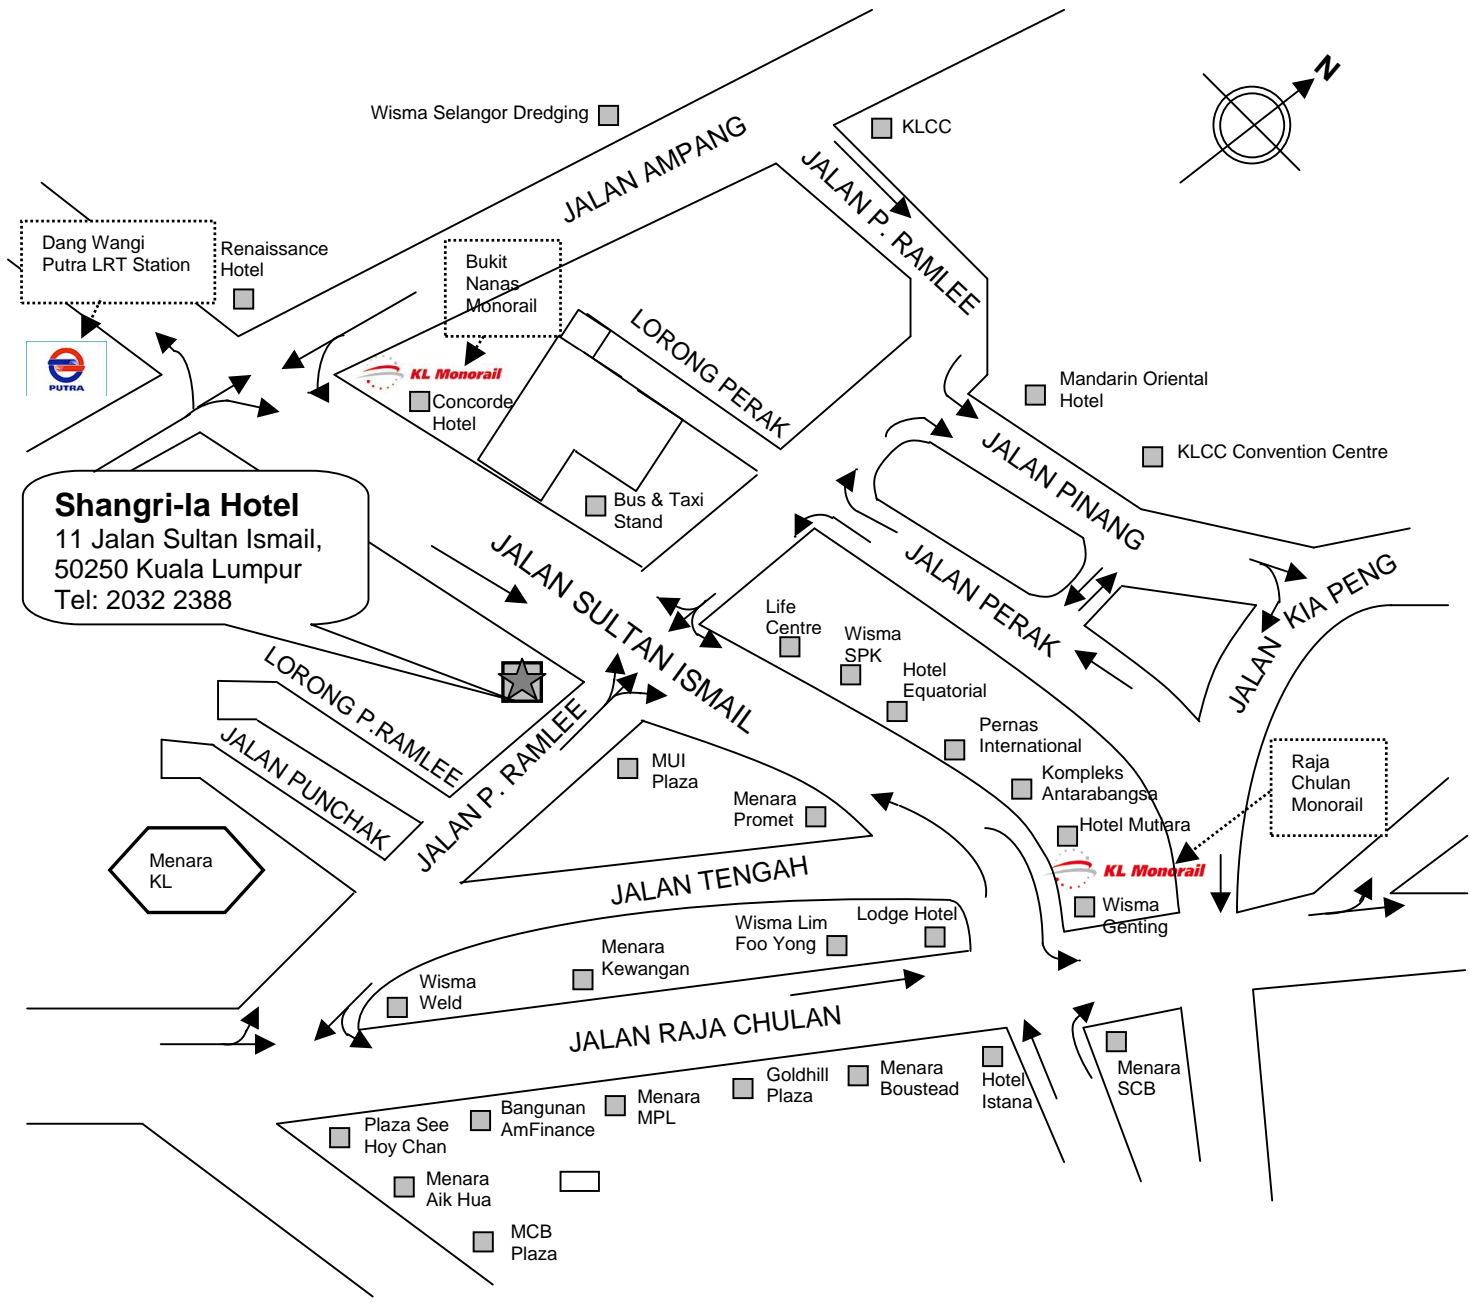 N
Wisma Selangor Dredging
KLCC
JALAN AMPANG
JALAN P. RAMLEE
Dang Wangi
Putra LRT Station
Renaissance
Hotel
Bukit
Nanas
Monorail
PUTRA
KL Monorail
Concorde
Hotel
LORONG PERAK
Mandarin Oriental
Hotel
KLCC Convention Centre
JALAN PINANG
Bus & Taxi
Stand
Shangri-la Hotel
11 Jalan Sultan Ismail,
50250 Kuala Lumpur
Tel: 2032 2388
JALAN SULTAN ISMAIL
JALAN PERAK
JALAN KIA PENG
Life
Centre
Wisma
SPK
Hotel
Equatorial
Pernas
International
Kompleks
Antarabangsa
Hotel Mutiara
KL Monorail
Wisma
Genting
Raja
Chulan
Monorail
LORONG P.RAMLEE
JALAN PUNCHAK
JALAN P. RAMLEE
MUI
Plaza
Menara
Promet
Menara
KL
JALAN TENGAH
Lodge Hotel
Wisma Lim
Foo Yong
Menara
Kewangan
Wisma
Weld
JALAN RAJA CHULAN
Plaza See
Hoy Chan
Bangunan
AmFinance
Menara
MPL
Goldhill
Plaza
Menara
Boustead
Hotel
Istana
Menara
SCB
Menara
Aik Hua
MCB
Plaza